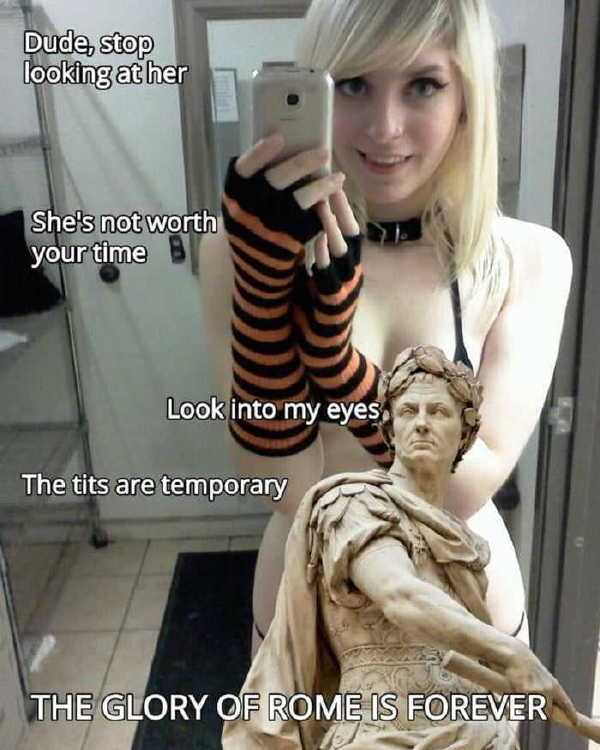 Dude, stop
looking at her
She's not worth
your time
Look into my eyes
The tits are temporary
THE GLORY OF ROME IS FOREVER